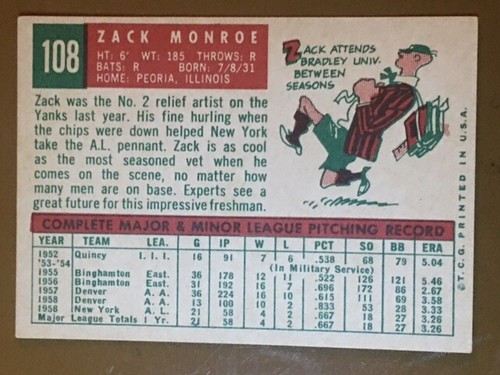 108
ZACK MONROE
HT: 6' WT: 185 THROWS: R
BATS: R BORN: 7/8/31
HOME: PEORIA, ILLINOIS
ZACK ATTENDS
BRADLEY UNIV.
BETWEEN
SEASONS
Zack was the No. 2 relief artist on the
Yanks last year. His fine hurling when
the chips were down helped New York
take the A.L. pennant. Zack is as cool
as the most seasoned vet when he
comes on the scene, no matter how
many men are on base. Experts see a
great future for this impressive freshman.
COMPLETE MAJOR & MINOR LEAGUE PITCHING RECORD
YEAR TEAM LEA. G IP W L PCT SO BB ERA
1952 Quincy I. I. I. 16 91 7 6 .538 68 79 5.04
'53-'54 (In Military Service)
1955 Binghamton East. 36 178 12 11 .522 126 121 5.46
1956 Binghamton East. 31 192 16 7 .696 172 86 2.67
1957 Denver A. A. 36 224 16 10 .615 111 69 3.58
1958 Denver A. A. 13 100 10 2 .833 53 28 3.33
1958 New York A. L. 21 58 4 2 .667 18 27 3.26
Major League Totals 1 Yr. 21 58 4 2 .667 18 27 3.26
© T.C.G. PRINTED IN U.S.A.